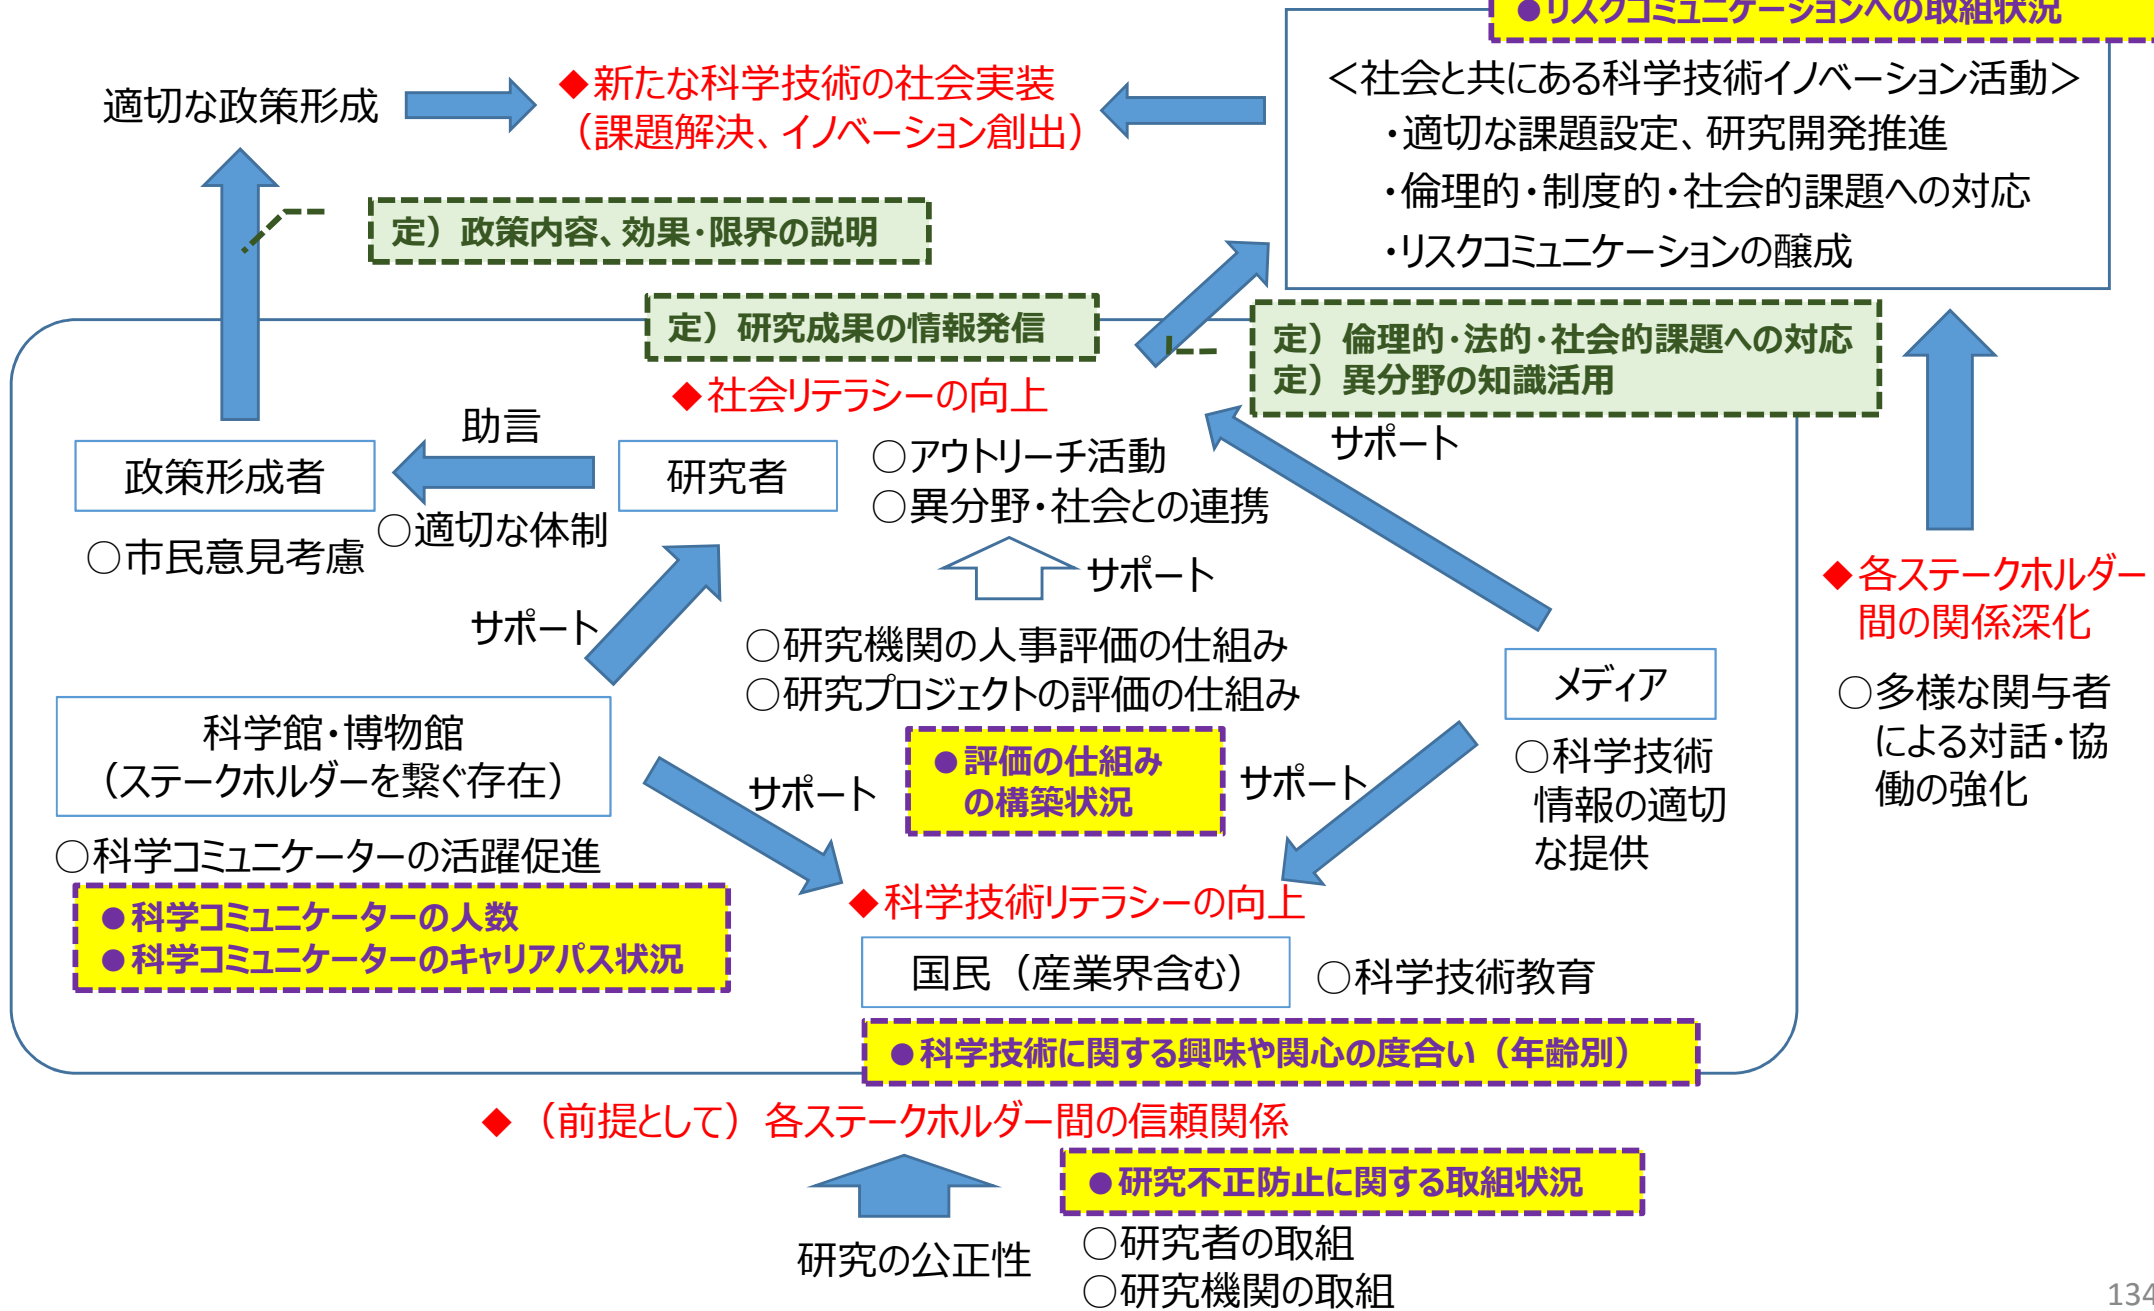 ●リスクコミュニケーションへの取組状況
適切な政策形成
◆新たな科学技術の社会実装
（課題解決、イノベーション創出）
＜社会と共にある科学技術イノベーション活動＞
・適切な課題設定、研究開発推進
・倫理的・制度的・社会的課題への対応
・リスクコミュニケーションの醸成
定）政策内容、効果・限界の説明
定）研究成果の情報発信
定）倫理的・法的・社会的課題への対応
定）異分野の知識活用
◆社会リテラシーの向上
助言
サポート
政策形成者
研究者
○アウトリーチ活動
○異分野・社会との連携
○適切な体制
○市民意見考慮
サポート
◆各ステークホルダー
間の関係深化
サポート
○研究機関の人事評価の仕組み
○研究プロジェクトの評価の仕組み
メディア
○多様な関与者
による対話・協
働の強化
科学館・博物館
（ステークホルダーを繋ぐ存在）
●評価の仕組み
の構築状況
サポート
サポート
○科学技術
情報の適切
な提供
○科学コミュニケーターの活躍促進
●科学コミュニケーターの人数
●科学コミュニケーターのキャリアパス状況
◆科学技術リテラシーの向上
国民（産業界含む）
○科学技術教育
●科学技術に関する興味や関心の度合い（年齢別）
◆（前提として）各ステークホルダー間の信頼関係
●研究不正防止に関する取組状況
研究の公正性
○研究者の取組
○研究機関の取組
134